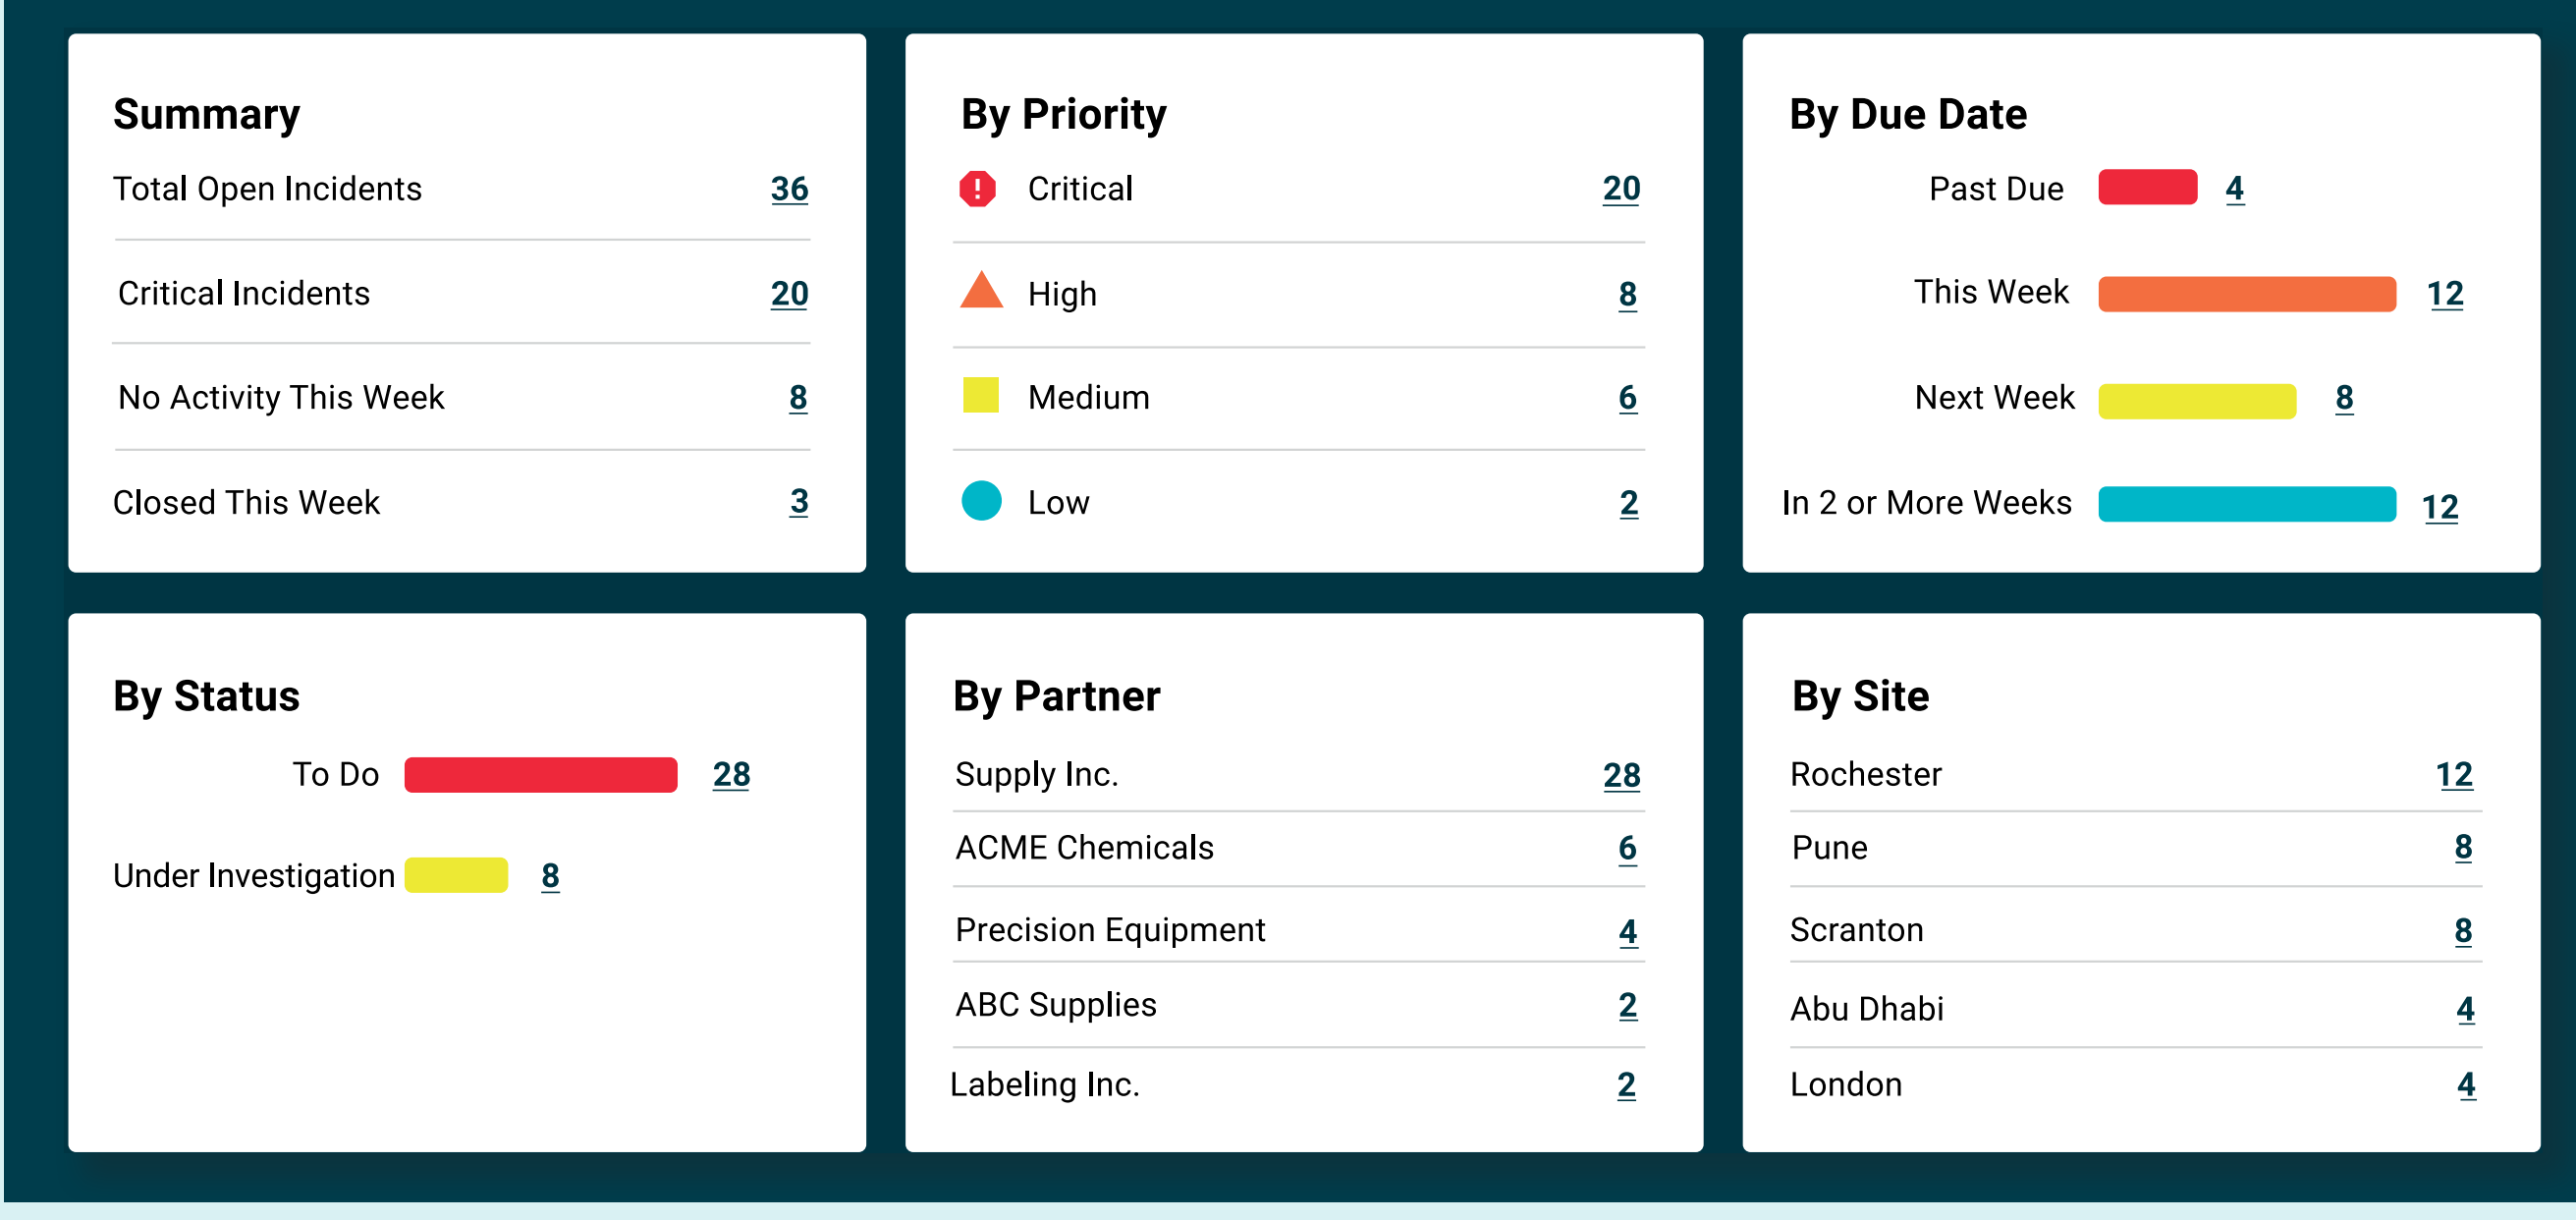 Summary
Total Open Incidents 36
Critical Incidents 20
No Activity This Week 8
Closed This Week 3
By Priority
Critical 20
High 8
Medium 6
Low 2
By Due Date
Past Due 4
This Week 12
Next Week 8
In 2 or More Weeks 12
By Status
To Do 28
Under Investigation 8
By Partner
Supply Inc. 28
ACME Chemicals 6
Precision Equipment 4
ABC Supplies 2
Labeling Inc. 2
By Site
Rochester 12
Pune 8
Scranton 8
Abu Dhabi 4
London 4